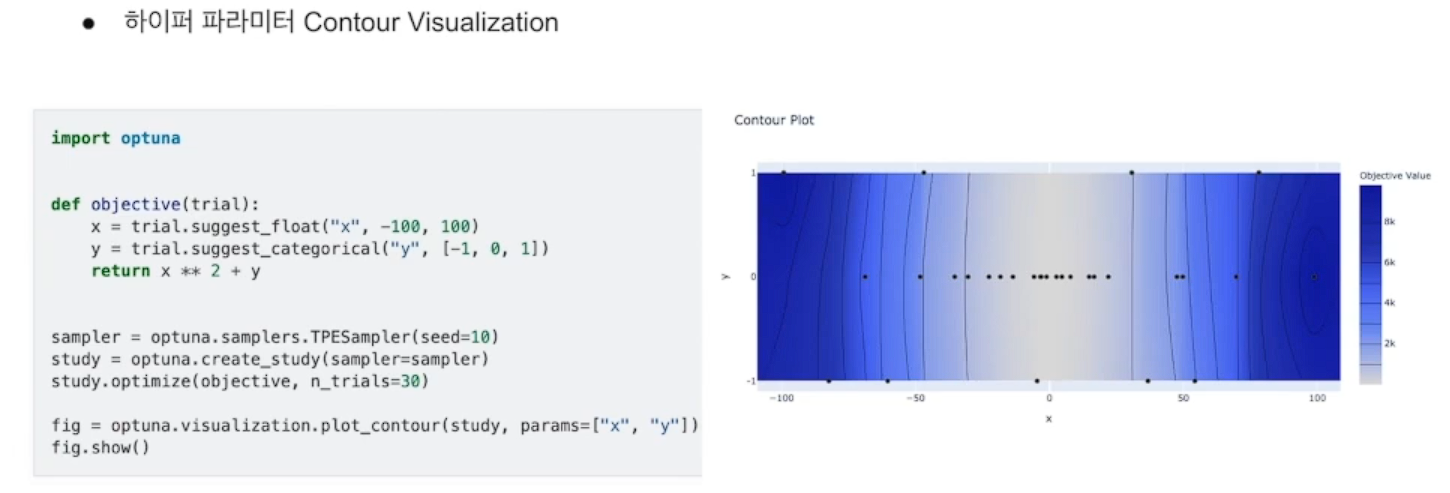 ● 하이퍼 파라미터 Contour Visualization
import optuna
def objective(trial):
    x = trial.suggest_float("x", -100, 100)
    y = trial.suggest_categorical("y", [-1, 0, 1])
    return x ** 2 + y
sampler = optuna.samplers.TPESampler(seed=10)
study = optuna.create_study(sampler=sampler)
study.optimize(objective, n_trials=30)
fig = optuna.visualization.plot_contour(study, params=["x", "y"])
fig.show()
Contour Plot
Objective Value
1
0
-1
y
−100
−50
0
50
100
x
8k
6k
4k
2k